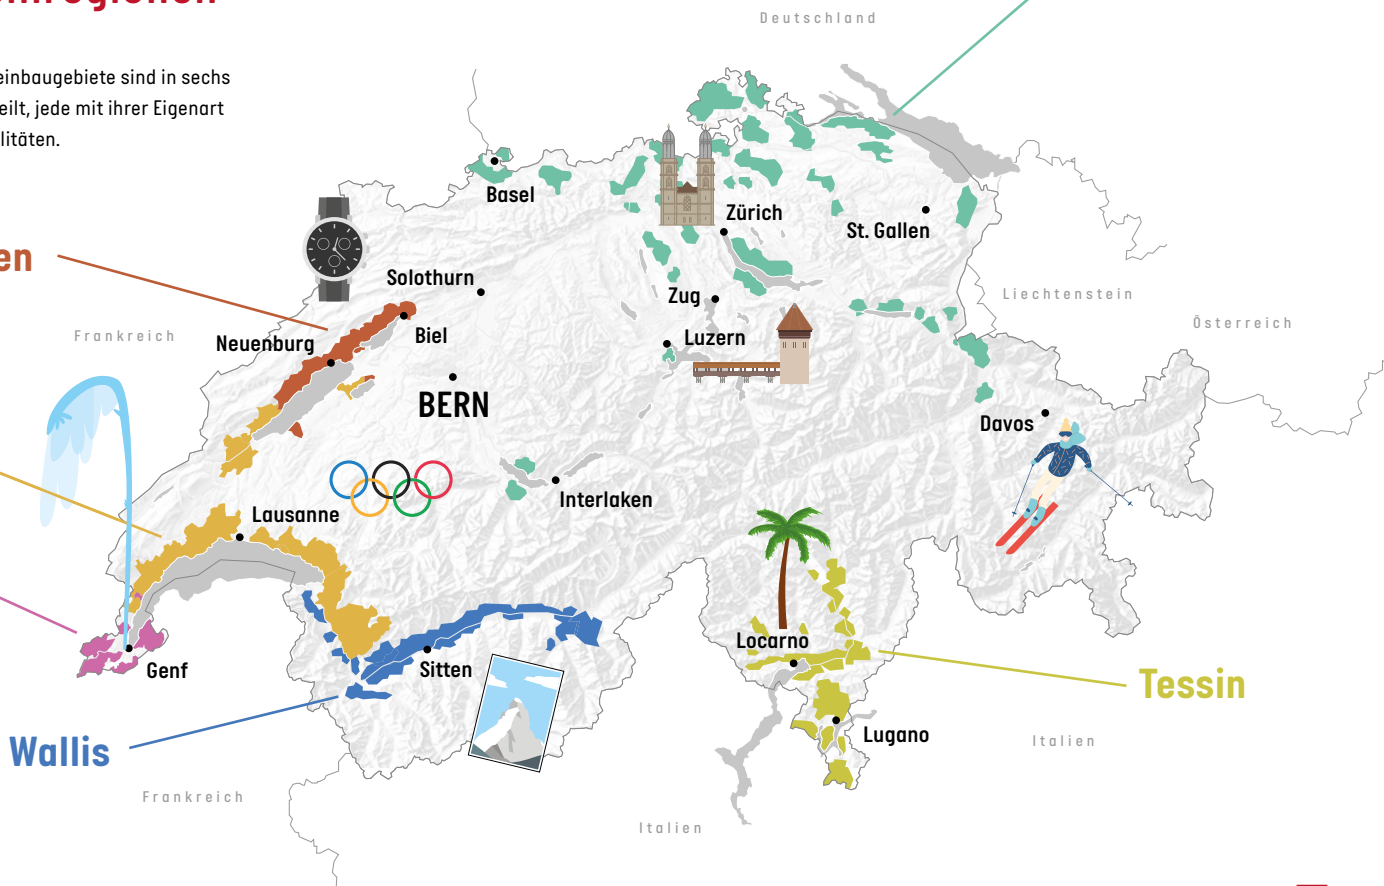 Deutschland
einbaugebiete sind in sechs
eilt, jede mit ihrer Eigenart
litäten.
Basel
Zürich
St. Gallen
en
Solothurn
Zug
Liechtenstein
Österreich
Frankreich
Neuenburg
Biel
Luzern
BERN
Davos
Interlaken
Lausanne
Locarno
Genf
Sitten
Tessin
Wallis
Lugano
Italien
Frankreich
Italien